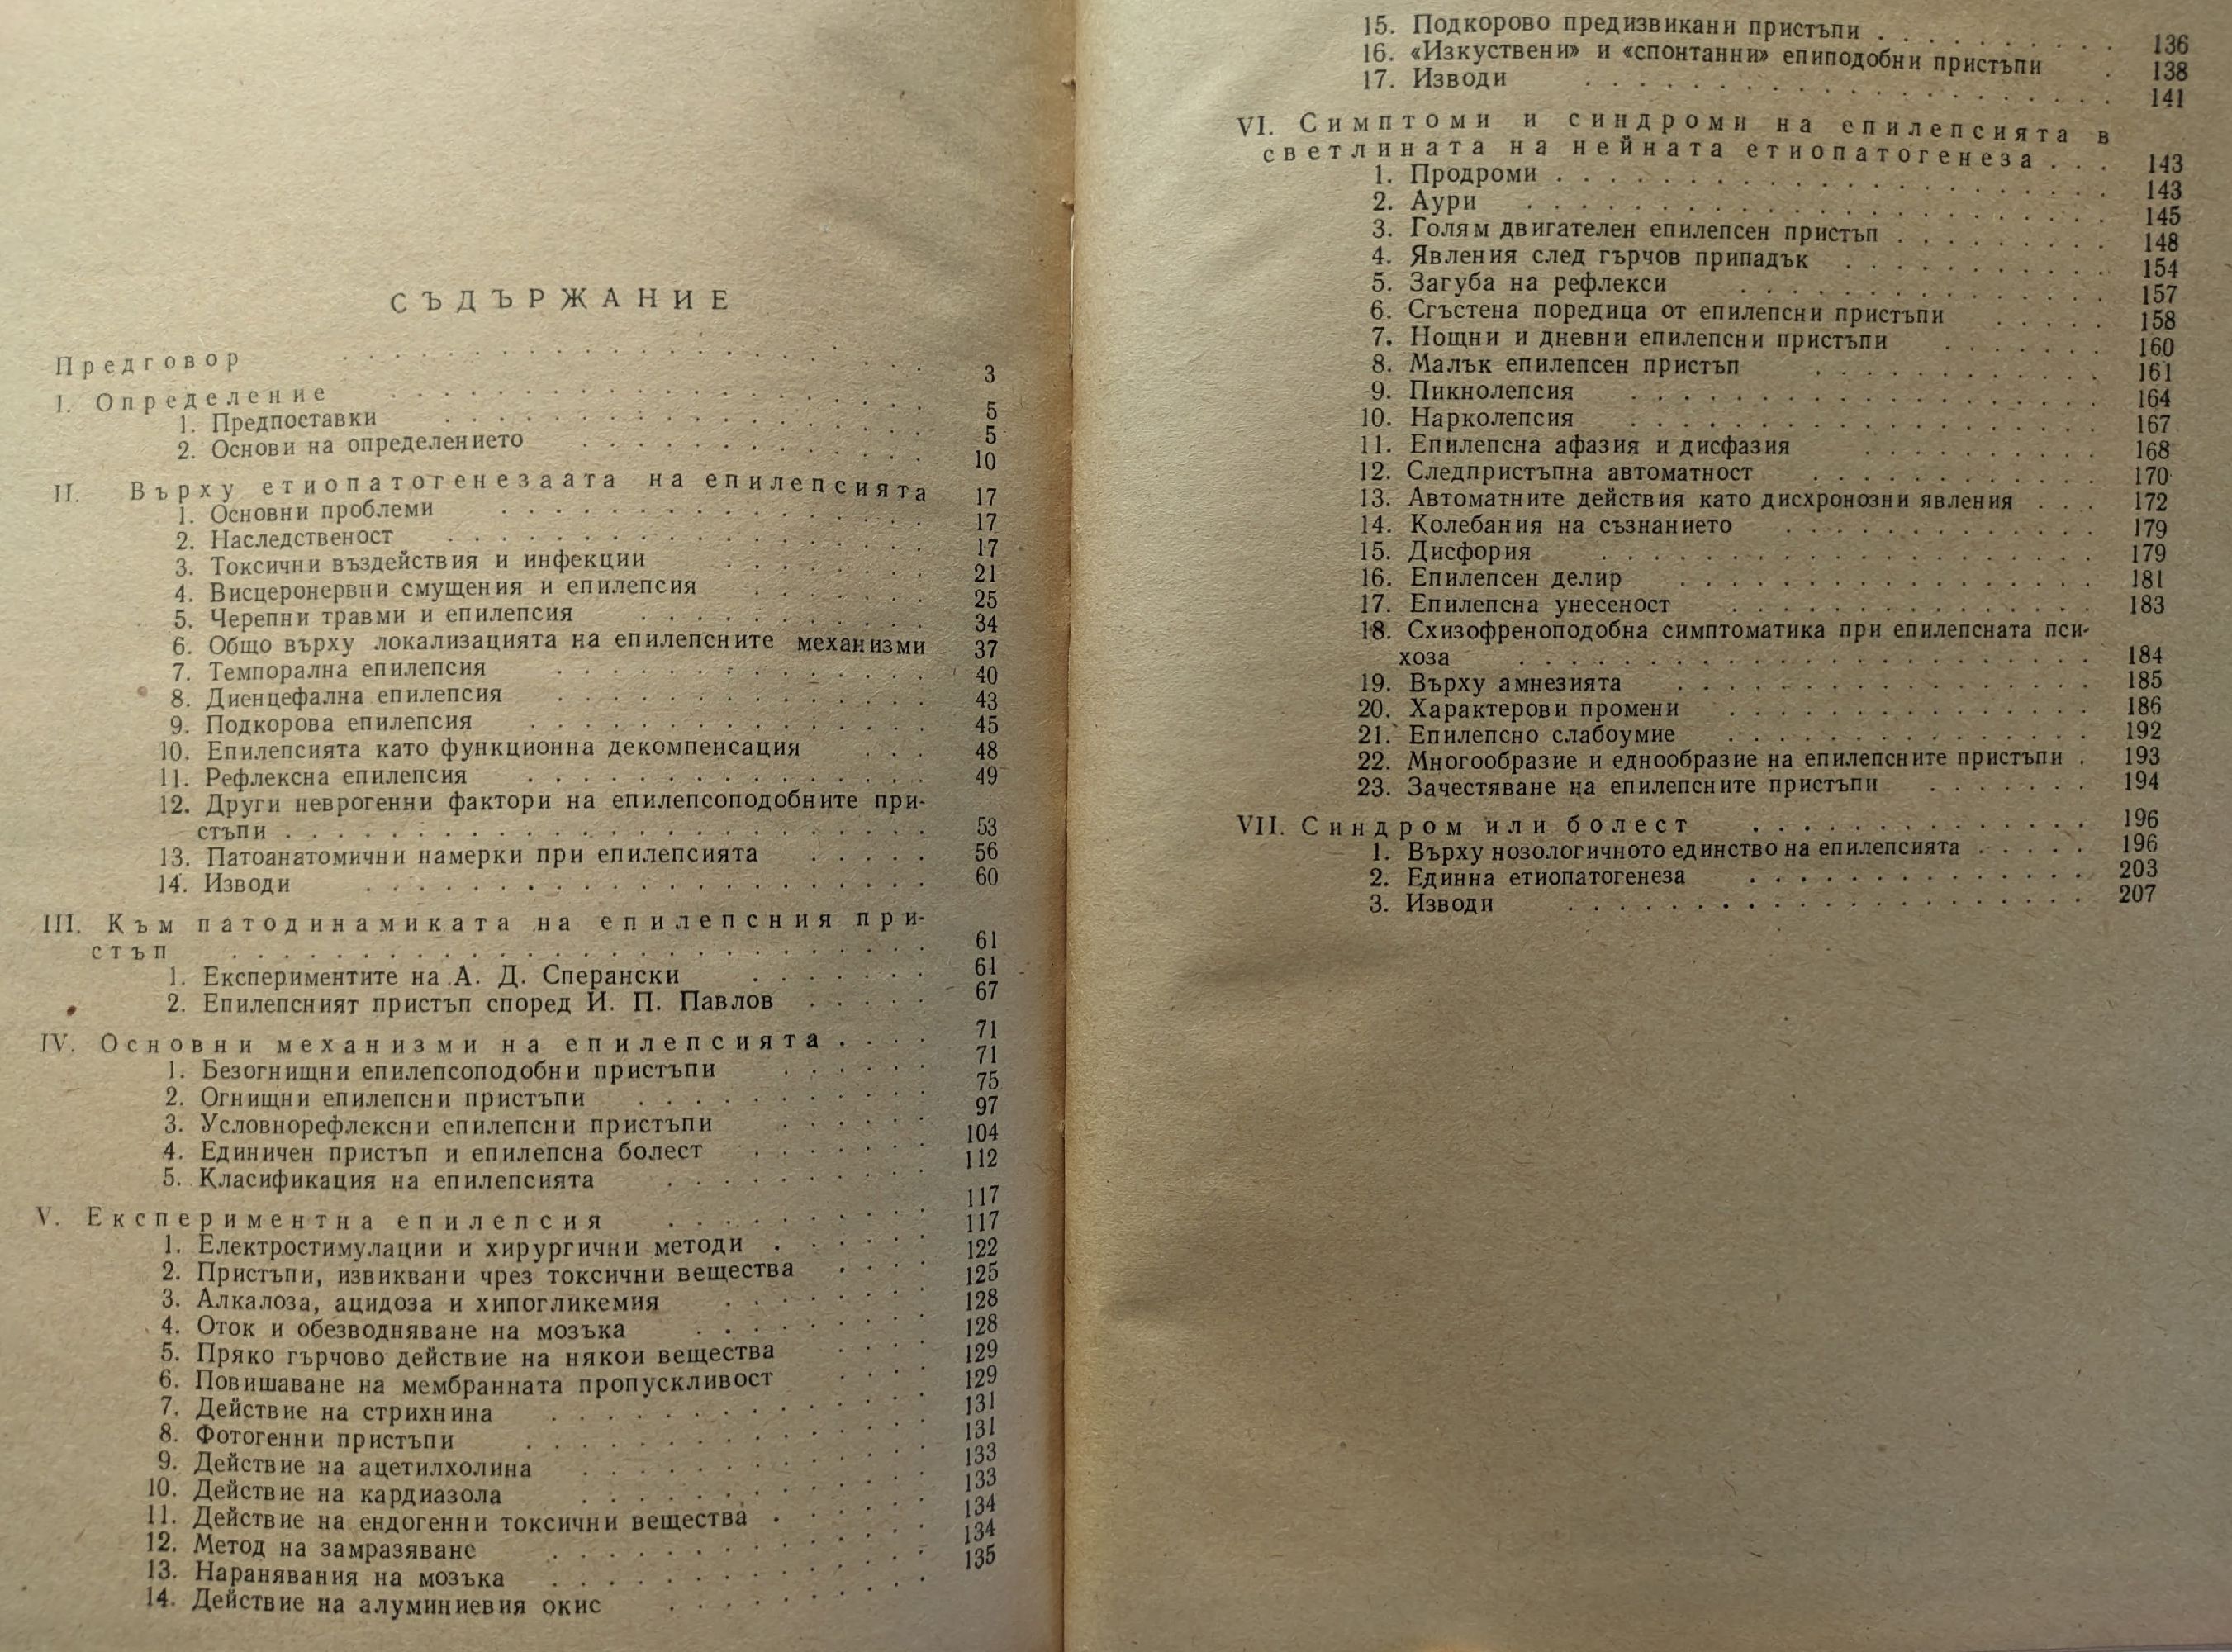 СЪДЪРЖАНИЕ
Предговор . . . . . . . . . . . . . . . . . . 3
I. Определение . . . . . . . . . . . . . . . . 5
1. Предпоставки . . . . . . . . . . . . . . . 5
2. Основи на определението . . . . . . . . . . 10
II. Върху етиопатогенезаата на епилепсията 17
1. Основни проблеми . . . . . . . . . . . . . 17
2. Наследственост . . . . . . . . . . . . . . 17
3. Токсични въздействия и инфекции . . . . . . 21
4. Висцеронервни смущения и епилепсия . . . . . 25
5. Черепни травми и епилепсия . . . . . . . . 34
6. Общо върху локализацията на епилепсните механизми 37
7. Темпорална епилепсия . . . . . . . . . . . 40
8. Диенцефална епилепсия . . . . . . . . . . . 43
9. Подкорова епилепсия . . . . . . . . . . . . 45
10. Епилепсията като функционна декомпенсация . . . 48
11. Рефлексна епилепсия . . . . . . . . . . . . 49
12. Други неврогенни фактори на епилепсоподобните при-
стъпи . . . . . . . . . . . . . . . . . . . 53
13. Патоанатомични намерки при епилепсията . . . . . 56
14. Изводи . . . . . . . . . . . . . . . . . . 60
III. Към патодинамиката на епилепсния при-
стъп . . . . . . . . . . . . . . . . . . . . 61
1. Експериментите на А. Д. Сперански . . . . . . 61
2. Епилепсният пристъп според И. П. Павлов . . . . . 67
IV. Основни механизми на епилепсията . . . . 71
1. Безогнищни епилепсоподобни пристъпи . . . . . . 71
2. Огнищни епилепсни пристъпи . . . . . . . . . 75
3. Условнорефлексни епилепсни пристъпи . . . . . . 97
4. Единичен пристъп и епилепсна болест . . . . . . 104
5. Класификация на епилепсията . . . . . . . . . 112
V. Експериментна епилепсия . . . . . . . . . 117
1. Електростимулации и хирургични методи . . . . . . 117
2. Пристъпи, извиквани чрез токсични вещества . . . . 122
3. Алкалоза, ацидоза и хипогликемия . . . . . . . 125
4. Оток и обезводняване на мозъка . . . . . . . . 128
5. Пряко гърчово действие на някои вещества . . . . 128
6. Повишаване на мембранната пропускливост . . . . 129
7. Действие на стрихнина . . . . . . . . . . . 129
8. Фотогенни пристъпи . . . . . . . . . . . . 131
9. Действие на ацетилхолина . . . . . . . . . . 131
10. Действие на кардиазола . . . . . . . . . . . 133
11. Действие на ендогенни токсични вещества . . . . . 133
12. Метод на замразяване . . . . . . . . . . . 134
13. Наранявания на мозъка . . . . . . . . . . . 134
14. Действие на алуминиевия окис . . . . . . . . 135
15. Подкорово предизвикани пристъпи . . . . . . . . 136
16. «Изкуствени» и «спонтанни» епиподобни пристъпи . 138
17. Изводи . . . . . . . . . . . . . . . . . . 141
VI. Симптоми и синдроми на епилепсията в
светлината на нейната етиопатогенеза . . . 143
1. Продроми . . . . . . . . . . . . . . . . . 143
2. Аури . . . . . . . . . . . . . . . . . . . 145
3. Голям двигателен епилепсен пристъп . . . . . . . . 148
4. Явления след гърчов припадък . . . . . . . . . 154
5. Загуба на рефлекси . . . . . . . . . . . . . 157
6. Сгъстена поредица от епилепсни пристъпи . . . . . 158
7. Нощни и дневни епилепсни пристъпи . . . . . . . 160
8. Малък епилепсен пристъп . . . . . . . . . . . 161
9. Пикнолепсия . . . . . . . . . . . . . . . . 164
10. Нарколепсия . . . . . . . . . . . . . . . . 167
11. Епилепсна афазия и дисфазия . . . . . . . . . 168
12. Следпристъпна автоматност . . . . . . . . . . 170
13. Автоматните действия като дисхронозни явления . . . 172
14. Колебания на съзнанието . . . . . . . . . . . 179
15. Дисфория . . . . . . . . . . . . . . . . . 179
16. Епилепсен делир . . . . . . . . . . . . . . 181
17. Епилепсна унесеност . . . . . . . . . . . . . 183
18. Схизофреноподобна симптоматика при епилепсната пси-
хоза . . . . . . . . . . . . . . . . . . . . 184
19. Върху амнезията . . . . . . . . . . . . . . 185
20. Характерови промени . . . . . . . . . . . . . 186
21. Епилепсно слабоумие . . . . . . . . . . . . . 192
22. Многообразие и еднообразие на епилепсните пристъпи . 193
23. Зачестяване на епилепсните пристъпи . . . . . . . 194
VII. Синдром или болест . . . . . . . . . . . . . 196
1. Върху нозологичното единство на епилепсията . . . . . 196
2. Единна етиопатогенеза . . . . . . . . . . . . . 203
3. Изводи . . . . . . . . . . . . . . . . . . . 207